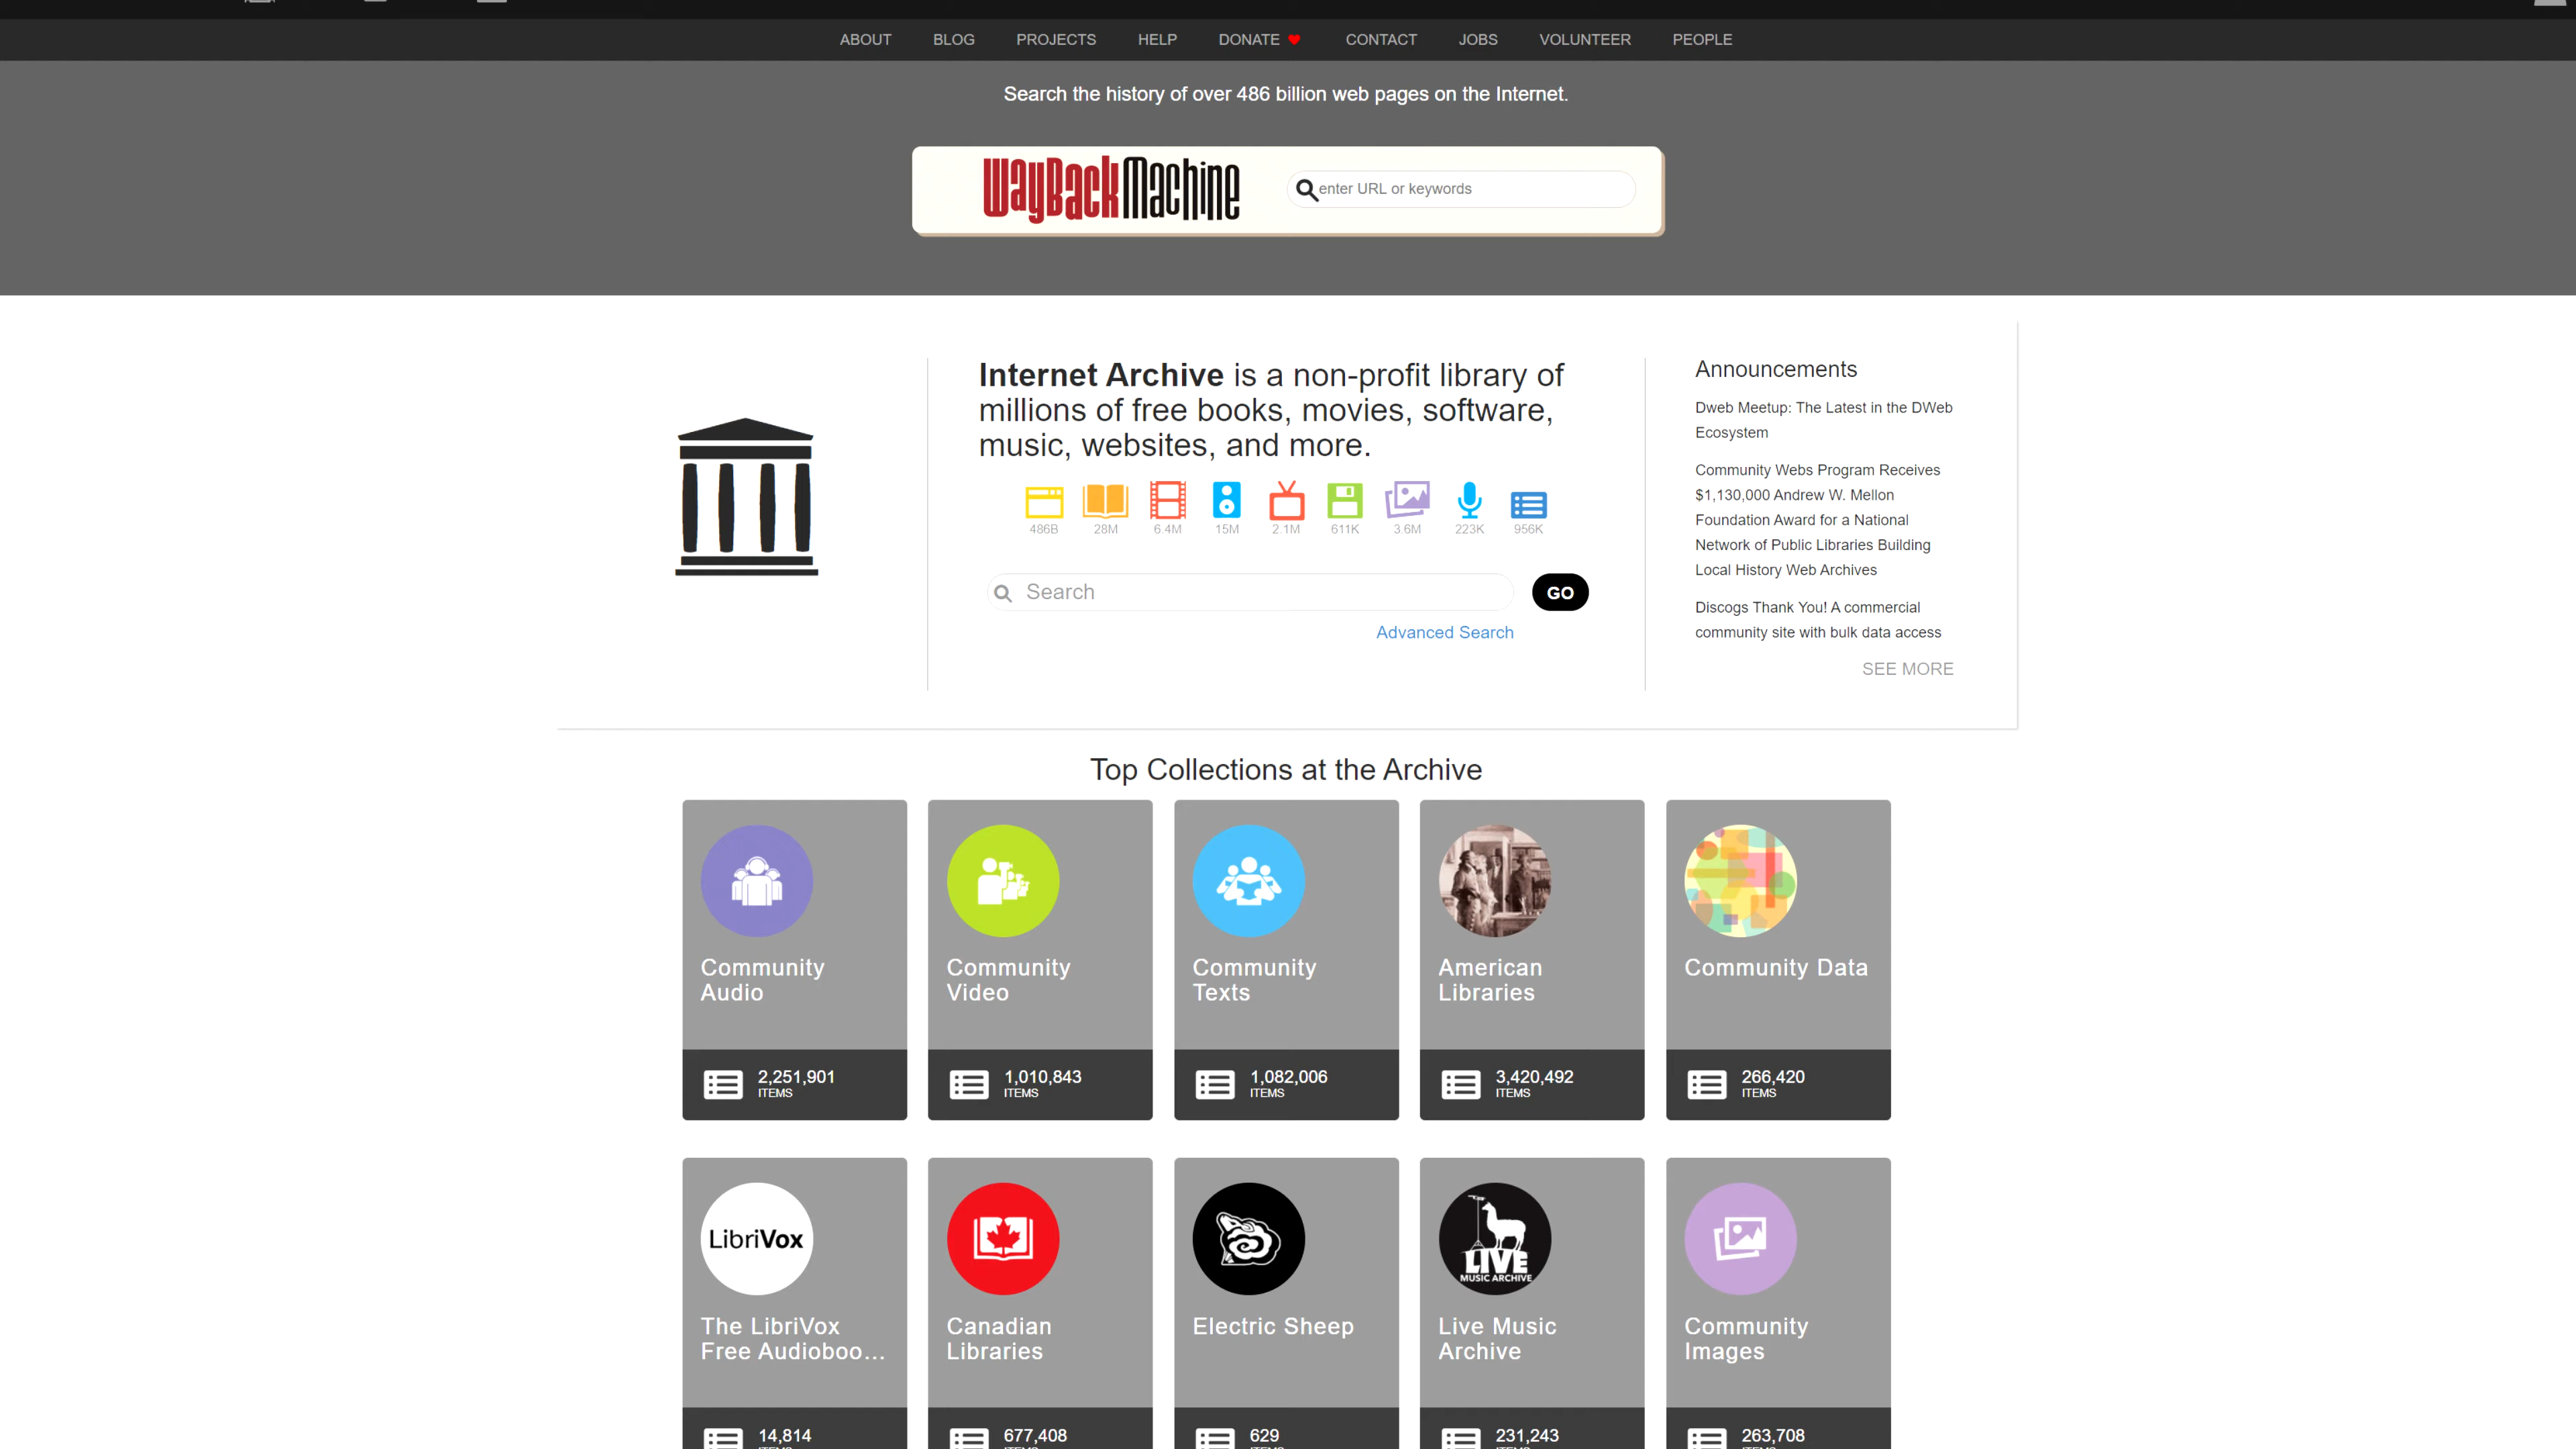 ABOUT BLOG PROJECTS HELP DONATE CONTACT JOBS VOLUNTEER PEOPLE
Search the history of over 486 billion web pages on the Internet.
WayBackMachine
enter URL or keywords
Internet Archive is a non-profit library of
millions of free books, movies, software,
music, websites, and more.
486B 28M 6.4M 15M 2.1M 611K 3.6M 223K 956K
Search
GO
Advanced Search
Announcements
Dweb Meetup: The Latest in the DWeb
Ecosystem
Community Webs Program Receives
$1,130,000 Andrew W. Mellon
Foundation Award for a National
Network of Public Libraries Building
Local History Web Archives
Discogs Thank You! A commercial
community site with bulk data access
SEE MORE
Top Collections at the Archive
Community
Audio
2,251,901
ITEMS
Community
Video
1,010,843
ITEMS
Community
Texts
1,082,006
ITEMS
American
Libraries
3,420,492
ITEMS
Community Data
266,420
ITEMS
LibriVox
The LibriVox
Free Audioboo...
14,814
Canadian
Libraries
677,408
Electric Sheep
629
LIVE
MUSIC ARCHIVE
Live Music
Archive
231,243
Community
Images
263,708